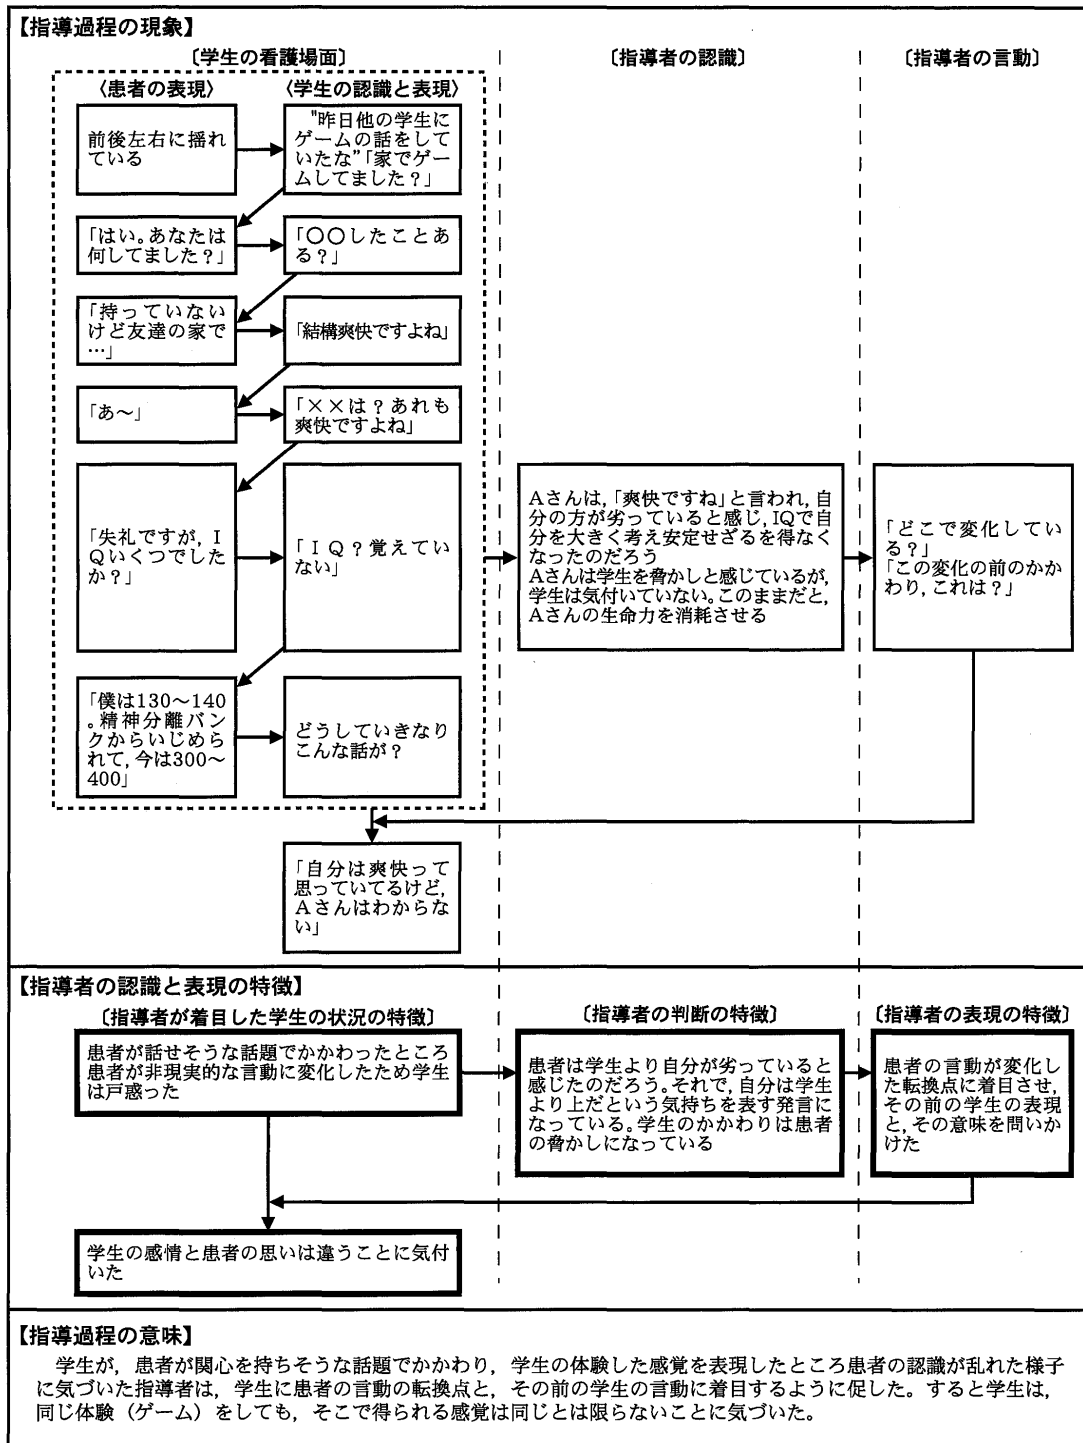 【指導過程の現象】
〔学生の看護場面〕
〔指導者の認識〕
〔指導者の言動〕
〈患者の表現〉
〈学生の認識と表現〉
前後左右に揺れ
ている
"昨日他の学生に
ゲームの話をして
いたな"「家でゲー
ムしてました？」
「はい。あなたは
何してました？」
「〇〇したことあ
る？」
「持っていない
けど友達の家で
…」
「結構爽快ですよね」
「あ〜」
「××は？あれも
爽快ですよね」
「失礼ですが，Ｉ
Ｑいくつでした
か？」
「ＩＱ？覚えてい
ない」
Ａさんは，「爽快ですね」と言われ，自
分の方が劣っていると感じ，IQで自
分を大きく考え安定せざるを得なく
なったのだろう
Ａさんは学生を脅かしと感じているが，
学生は気付いていない。このままだと，
Ａさんの生命力を消耗させる
「どこで変化してい
る？」
「この変化の前のかか
わり，これは？」
「僕は130〜140
。精神分離バン
クからいじめら
れて，今は300〜
400」
どうしていきなり
こんな話が？
「自分は爽快って
思っていてるけど，
Ａさんはわからな
い」
【指導者の認識と表現の特徴】
〔指導者が着目した学生の状況の特徴〕
〔指導者の判断の特徴〕
〔指導者の表現の特徴〕
患者が話せそうな話題でかかわったところ
患者が非現実的な言動に変化したため学生
は戸惑った
患者は学生より自分が劣っていると
感じたのだろう。それで，自分は学生
より上だという気持ちを表す発言に
なっている。学生のかかわりは患者
の脅かしになっている
患者の言動が変化し
た転換点に着目させ，
その前の学生の表現
と，その意味を問いか
けた
学生の感情と患者の思いは違うことに気付
いた
【指導過程の意味】
学生が，患者が関心を持ちそうな話題でかかわり，学生の体験した感覚を表現したところ患者の認識が乱れた様子
に気づいた指導者は，学生に患者の言動の転換点と，その前の学生の言動に着目するように促した。すると学生は，
同じ体験（ゲーム）をしても，そこで得られる感覚は同じとは限らないことに気づいた。